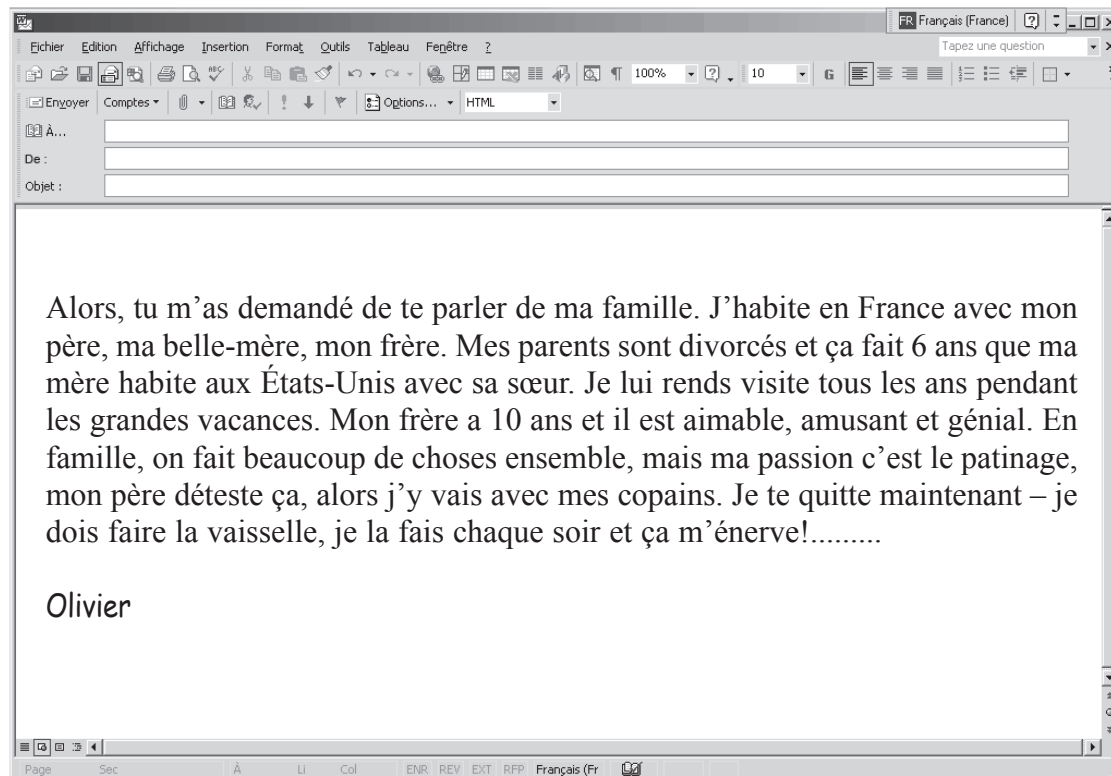 FR Français (France)
Fichier Edition Affichage Insertion Format Outils Tableau Fenêtre ? Tapez une question
100% 10 G
Envoyer Comptes Options... HTML
À...
De :
Objet :
Alors, tu m’as demandé de te parler de ma famille. J’habite en France avec mon
père, ma belle-mère, mon frère. Mes parents sont divorcés et ça fait 6 ans que ma
mère habite aux États-Unis avec sa sœur. Je lui rends visite tous les ans pendant
les grandes vacances. Mon frère a 10 ans et il est aimable, amusant et génial. En
famille, on fait beaucoup de choses ensemble, mais ma passion c’est le patinage,
mon père déteste ça, alors j’y vais avec mes copains. Je te quitte maintenant – je
dois faire la vaisselle, je la fais chaque soir et ça m’énerve!.........
Olivier
Page Sec À Li Col ENR REV EXT RFP Français (Fr